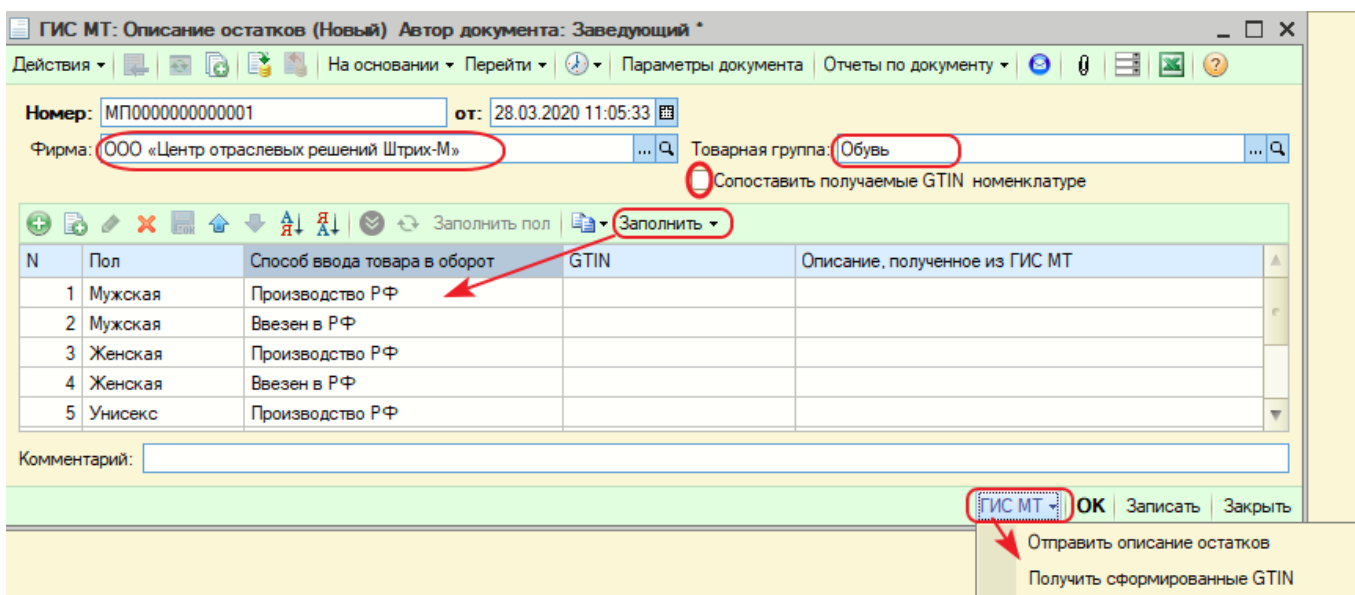 ГИС МТ: Описание остатков (Новый) Автор документа: Заведующий *
Действия На основании Перейти Параметры документа Отчеты по документу
Номер: МП0000000000001 от: 28.03.2020 11:05:33
Фирма: ООО «Центр отраслевых решений Штрих-М» ... Товарная группа: Обувь ...
Сопоставить получаемые GTIN номенклатуре
Заполнить пол Заполнить
N Пол Способ ввода товара в оборот GTIN Описание, полученное из ГИС МТ
1 Мужская Производство РФ
2 Мужская Ввезен в РФ
3 Женская Производство РФ
4 Женская Ввезен в РФ
5 Унисекс Производство РФ
Комментарий:
ГИС МТ ОК Записать Закрыть
Отправить описание остатков
Получить сформированные GTIN